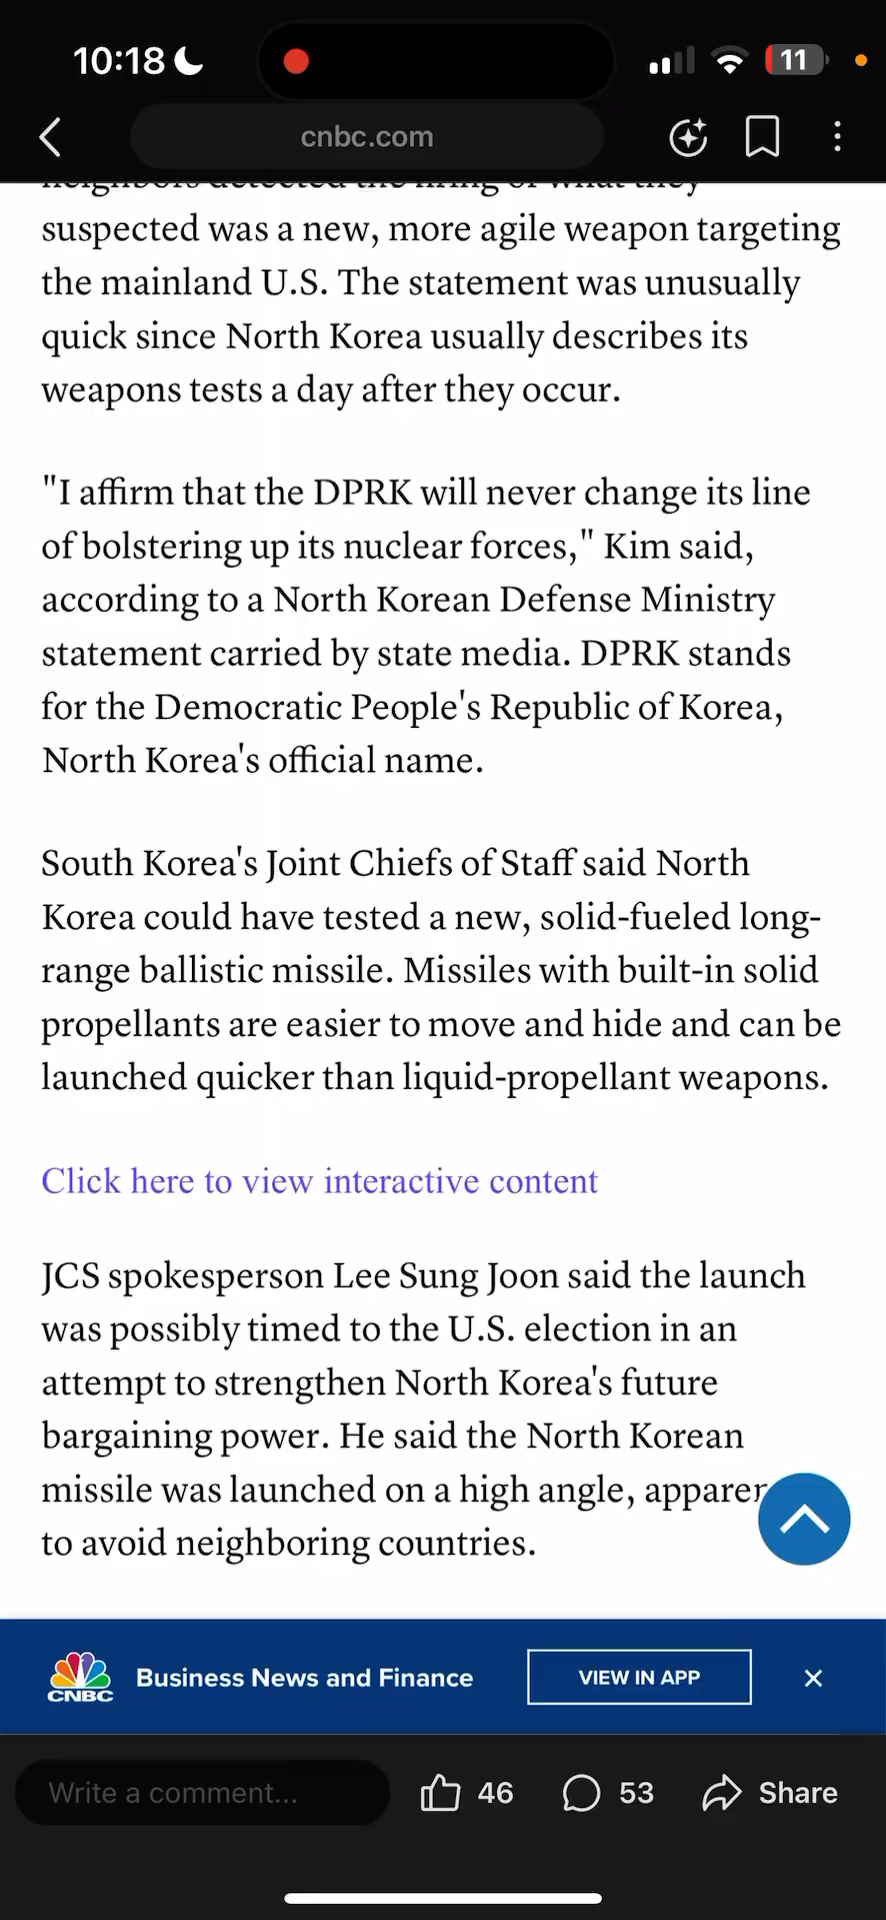 10:18
11
cnbc.com
neighbors detected the firing of what they
suspected was a new, more agile weapon targeting
the mainland U.S. The statement was unusually
quick since North Korea usually describes its
weapons tests a day after they occur.
"I affirm that the DPRK will never change its line
of bolstering up its nuclear forces," Kim said,
according to a North Korean Defense Ministry
statement carried by state media. DPRK stands
for the Democratic People's Republic of Korea,
North Korea's official name.
South Korea's Joint Chiefs of Staff said North
Korea could have tested a new, solid-fueled long-
range ballistic missile. Missiles with built-in solid
propellants are easier to move and hide and can be
launched quicker than liquid-propellant weapons.
Click here to view interactive content
JCS spokesperson Lee Sung Joon said the launch
was possibly timed to the U.S. election in an
attempt to strengthen North Korea's future
bargaining power. He said the North Korean
missile was launched on a high angle, apparen
to avoid neighboring countries.
CNBC
Business News and Finance
VIEW IN APP
Write a comment...
46
53
Share